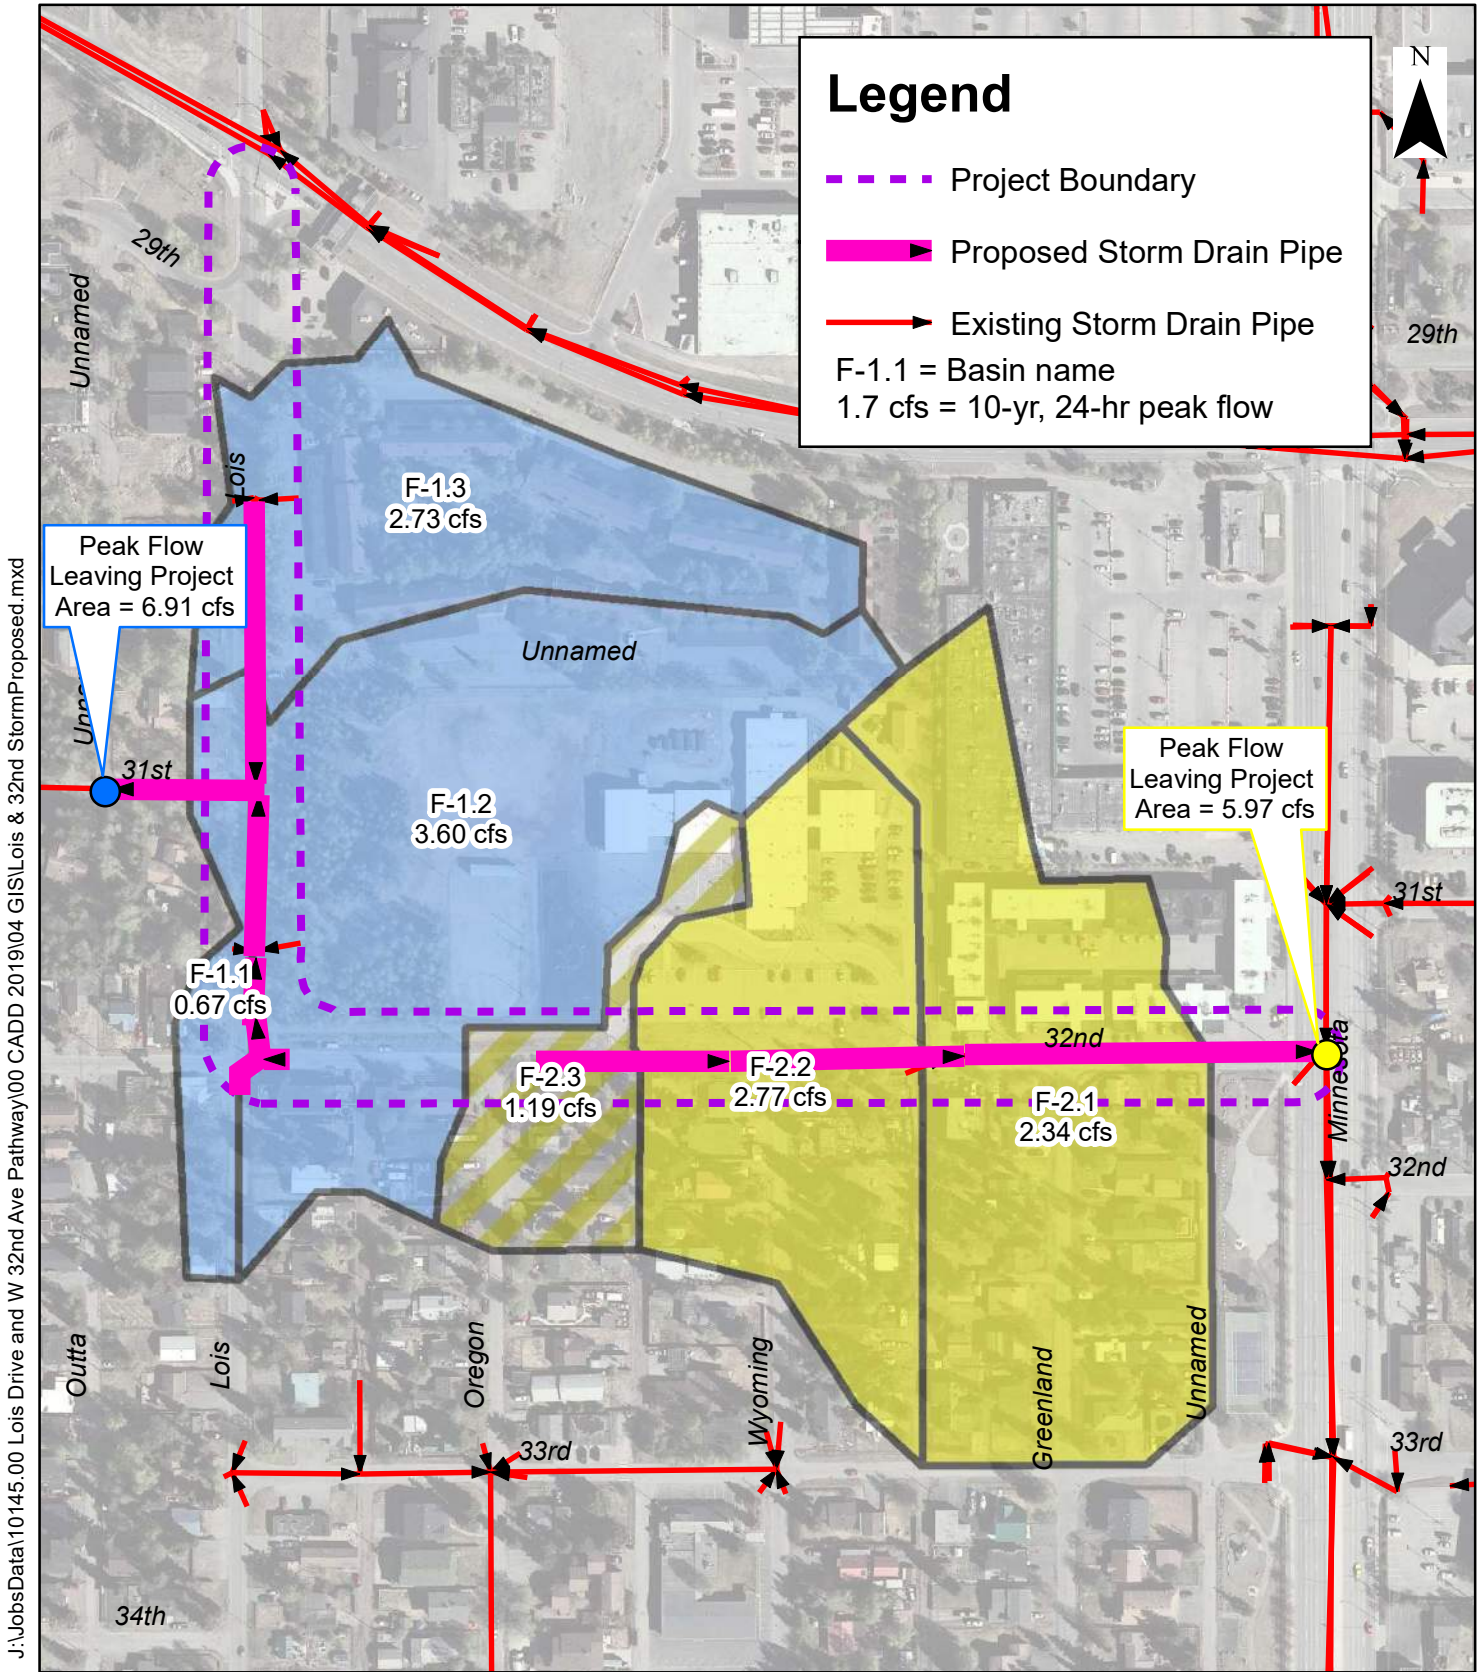 J:\JobsData\10145.00 Lois Drive and W 32nd Ave Pathway\00 CADD 2019\04 GIS\Lois & 32nd StormProposed.mxd
Legend
Project Boundary
Proposed Storm Drain Pipe
Existing Storm Drain Pipe
F-1.1 = Basin name
1.7 cfs = 10-yr, 24-hr peak flow
N
29th
Unnamed
29th
Lois
F-1.3
2.73 cfs
Peak Flow
Leaving Project
Area = 6.91 cfs
Unnamed
31st
F-1.2
3.60 cfs
Peak Flow
Leaving Project
Area = 5.97 cfs
31st
F-1.1
0.67 cfs
32nd
Minnesota
F-2.3
1.19 cfs
F-2.2
2.77 cfs
F-2.1
2.34 cfs
32nd
Outta
Lois
Oregon
Wyoming
Greenland
Unnamed
33rd
33rd
34th